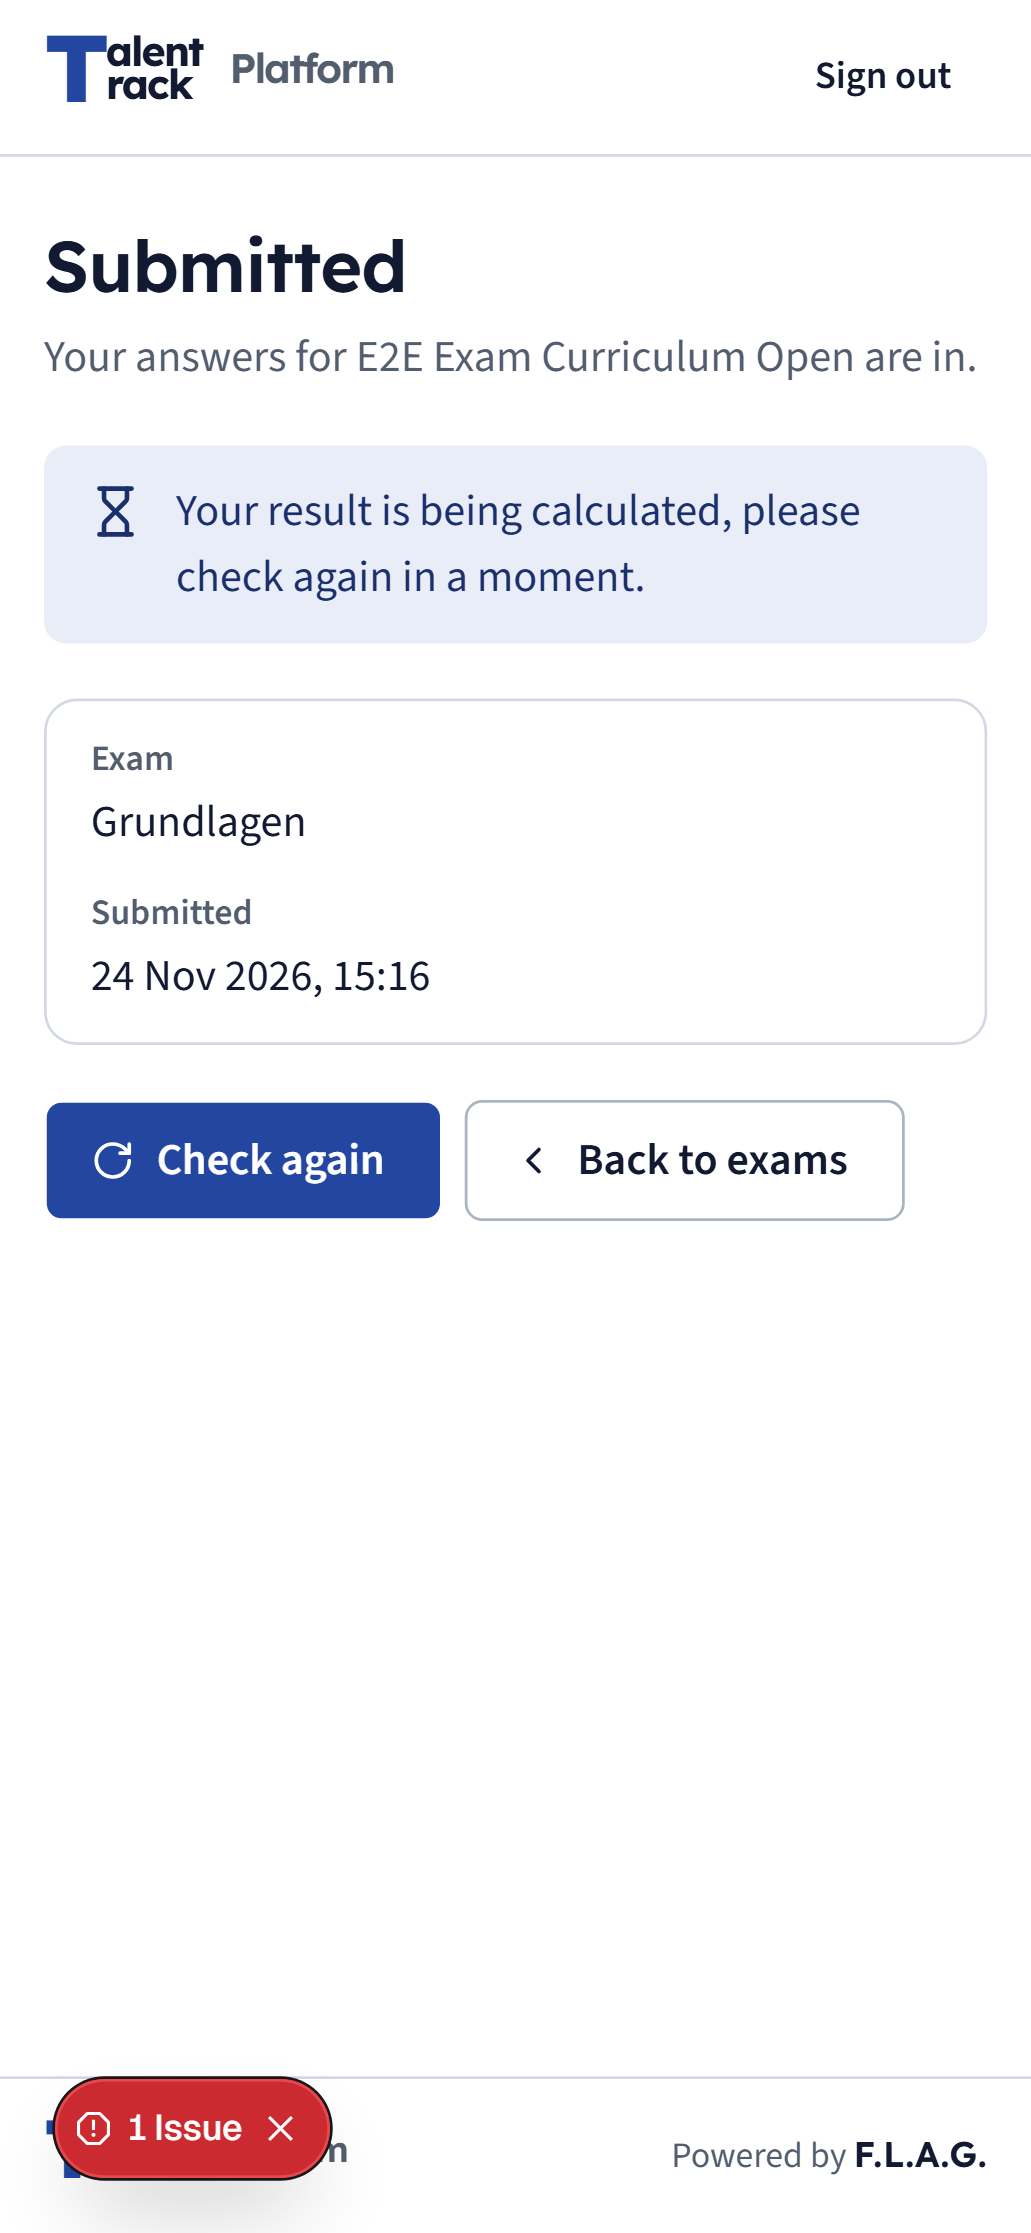 Talent
Track
Platform
Sign out
Submitted
Your answers for E2E Exam Curriculum Open are in.
Your result is being calculated, please
check again in a moment.
Exam
Grundlagen
Submitted
24 Nov 2026, 15:16
Check again
Back to exams
1 Issue
Powered by F.L.A.G.